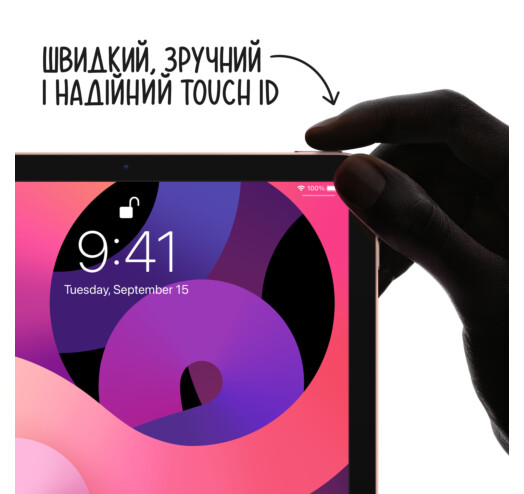 ШВИДКИЙ, ЗРУЧНИЙ
І НАДІЙНИЙ TOUCH ID
100%
9:41
Tuesday, September 15